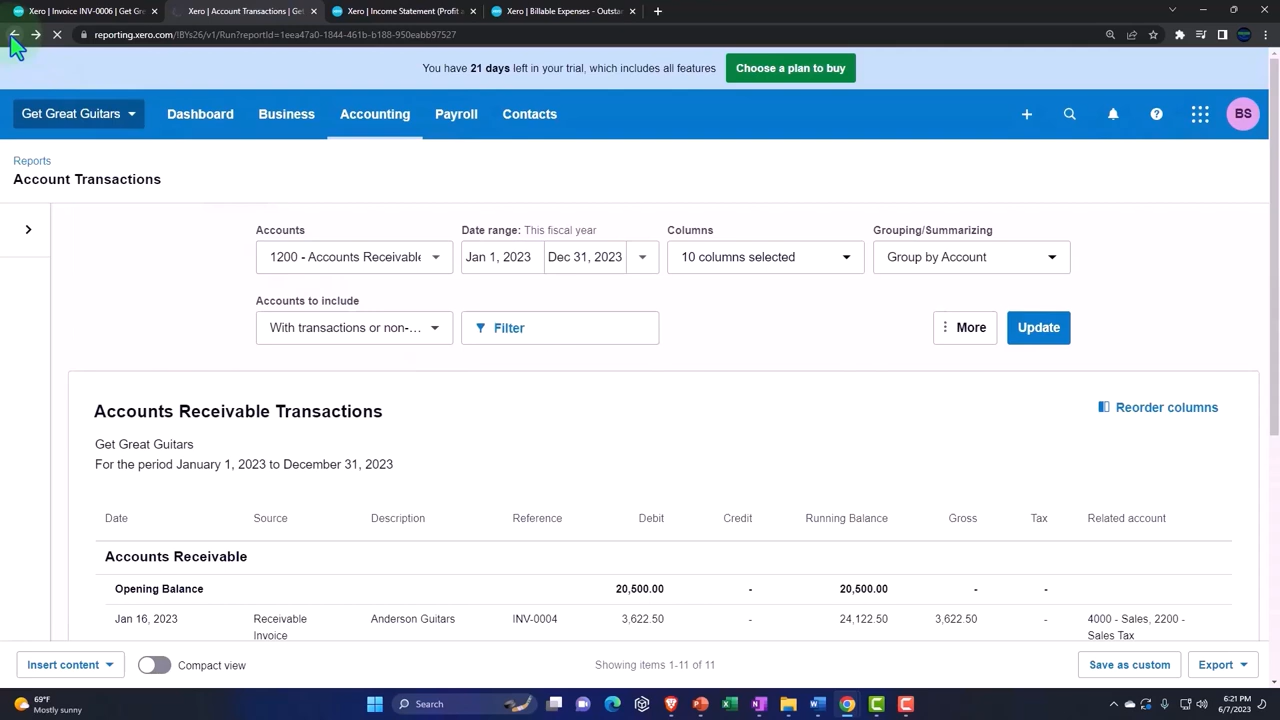 Xero | Invoice INV-0006 | Get Gre
Xero | Account Transactions | Get
Xero | Income Statement (Profit a
Xero | Billable Expenses - Outsta
reporting.xero.com/!BYs26/v1/Run?reportId=1eea47a0-1844-461b-b188-950eabb97527
You have 21 days left in your trial, which includes all features
Choose a plan to buy
Get Great Guitars
Dashboard
Business
Accounting
Payroll
Contacts
BS
Reports
Account Transactions
Accounts
Date range: This fiscal year
Columns
Grouping/Summarizing
1200 - Accounts Receivable
Jan 1, 2023
Dec 31, 2023
10 columns selected
Group by Account
Accounts to include
With transactions or non-...
Filter
More
Update
Accounts Receivable Transactions
Reorder columns
Get Great Guitars
For the period January 1, 2023 to December 31, 2023
Date Source Description Reference Debit Credit Running Balance Gross Tax Related account
Accounts Receivable
Opening Balance 20,500.00 - 20,500.00 - -
Jan 16, 2023 Receivable Anderson Guitars INV-0004 3,622.50 - 24,122.50 3,622.50 - 4000 - Sales, 2200 -
Invoice Sales Tax
Insert content
Compact view
Showing items 1-11 of 11
Save as custom
Export
69°F
Mostly sunny
Search
6:21 PM
6/7/2023